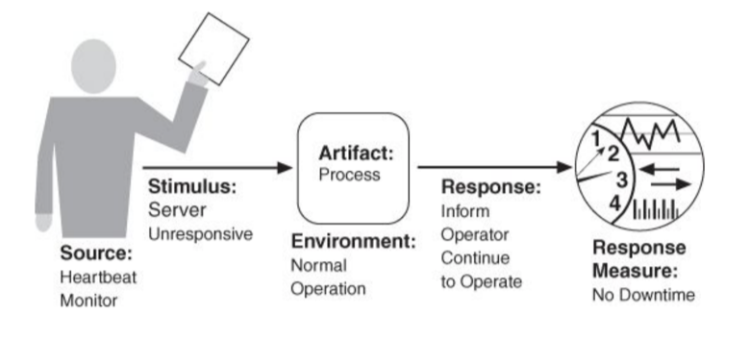 Source:
Heartbeat
Monitor
Stimulus:
Server
Unresponsive
Artifact:
Process
Environment:
Normal
Operation
Response:
Inform
Operator
Continue
to Operate
1
2
3
4
Response
Measure:
No Downtime